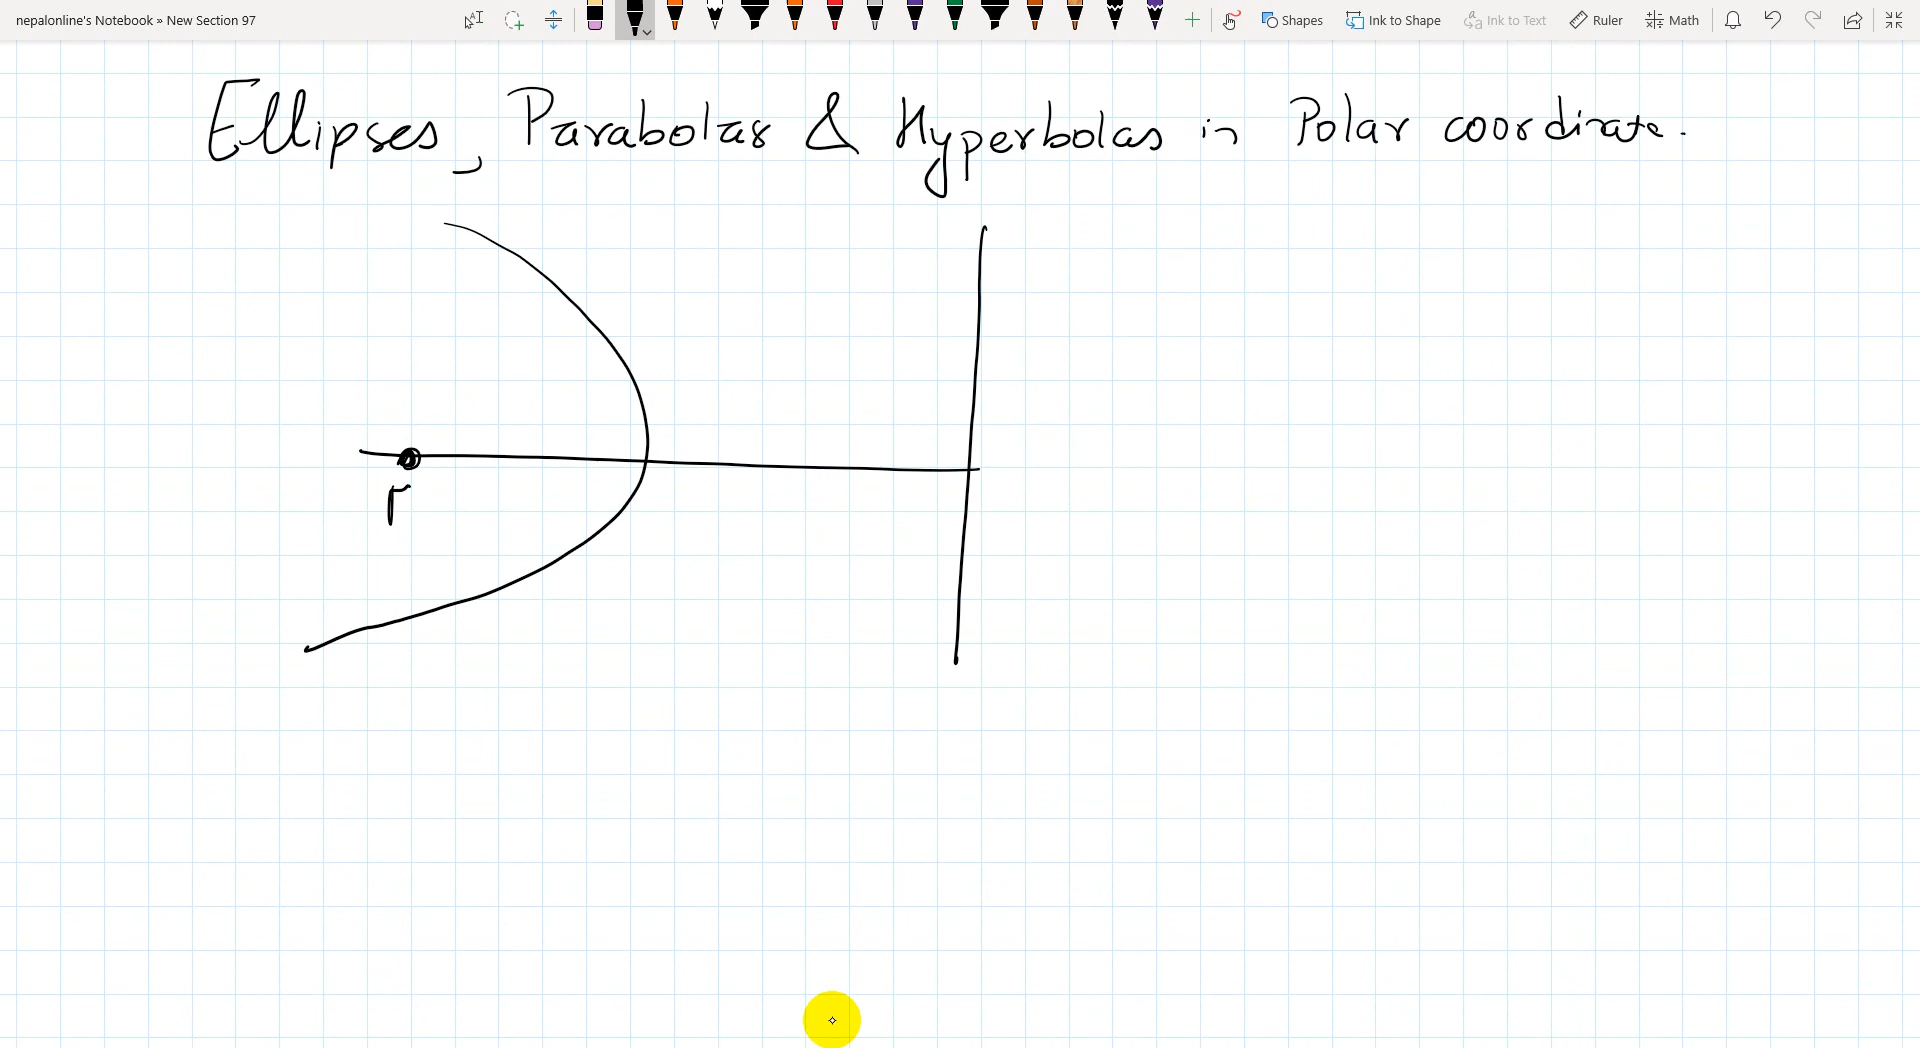 nepalonline's Notebook » New Section 97
Shapes Ink to Shape Ink to Text Ruler Math
Ellipses, Parabolas & Hyperbolas in Polar coordinate.